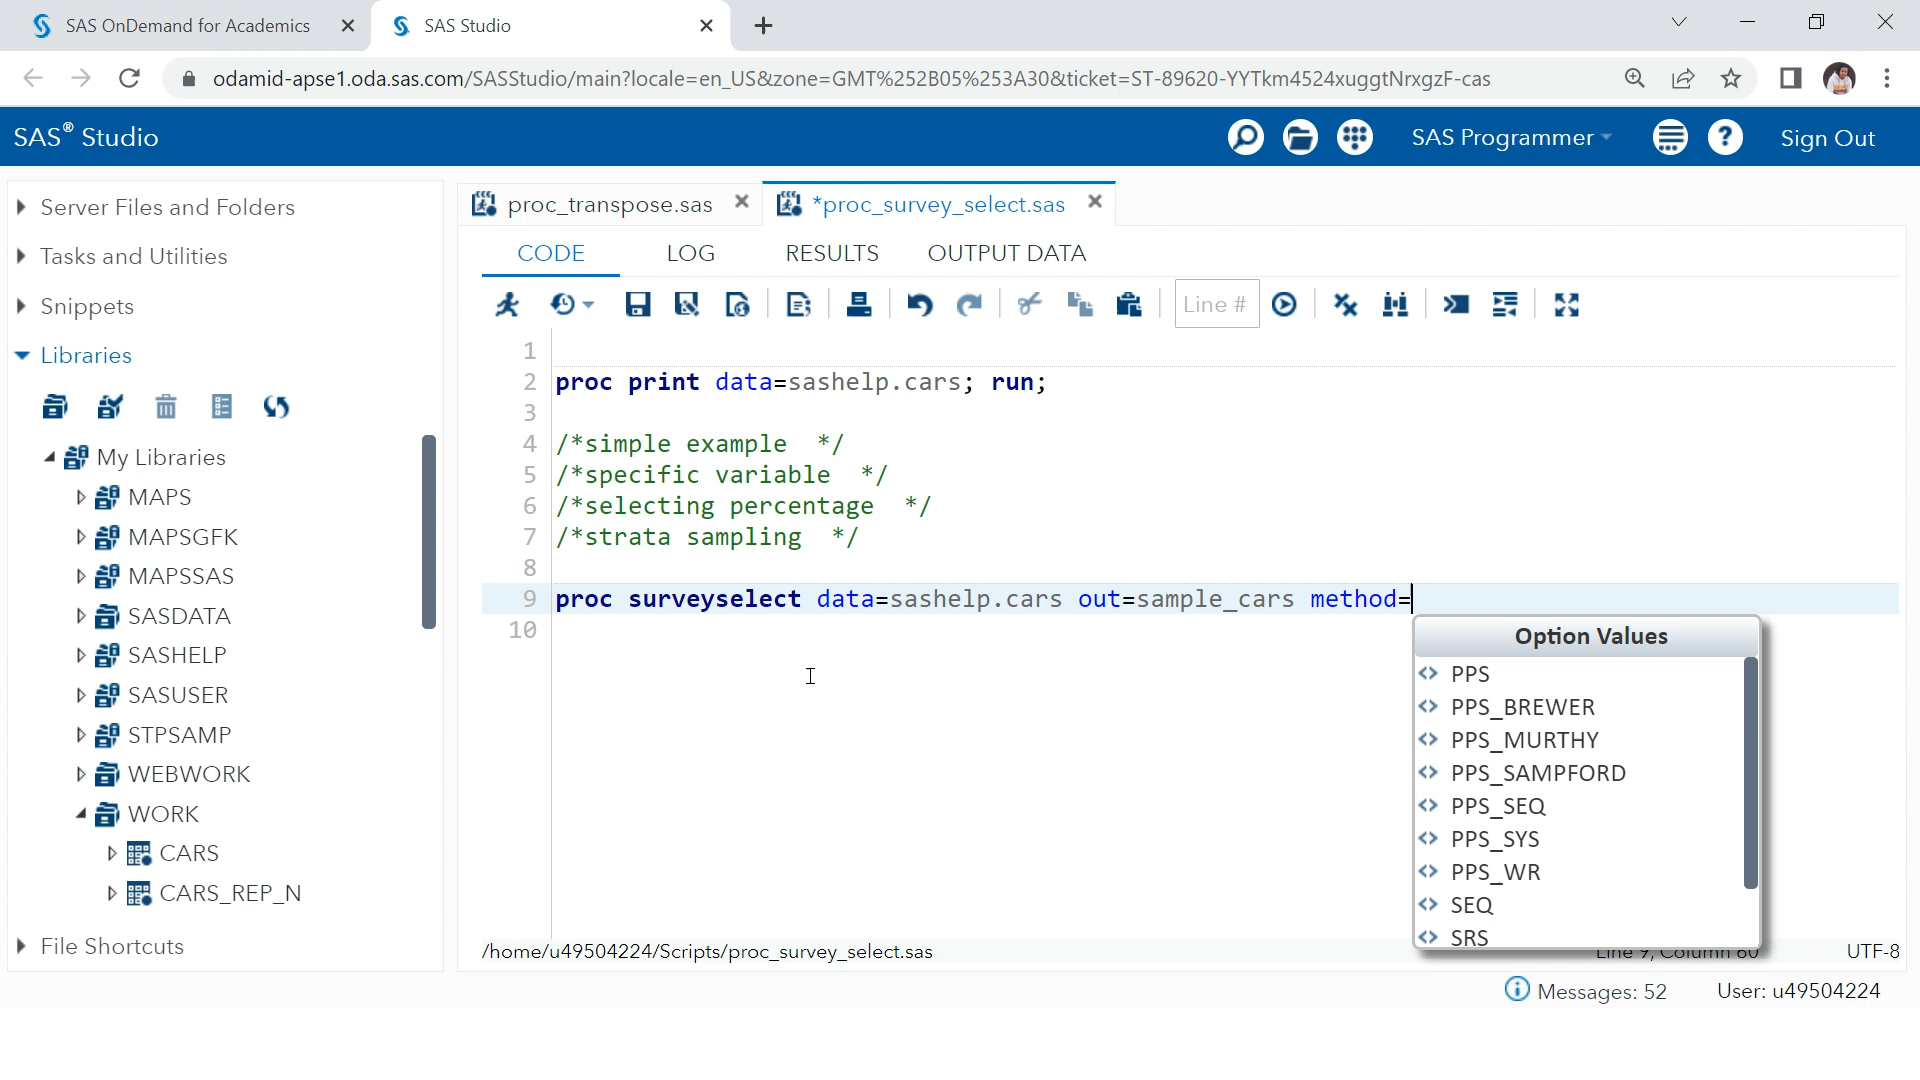 SAS OnDemand for Academics
SAS Studio
odamid-apse1.oda.sas.com/SASStudio/main?locale=en_US&zone=GMT%252B05%253A30&ticket=ST-89620-YYTkm4524xuggtNrxgzF-cas
SAS® Studio
SAS Programmer
?
Sign Out
Server Files and Folders
Tasks and Utilities
Snippets
Libraries
My Libraries
MAPS
MAPSGFK
MAPSSAS
SASDATA
SASHELP
SASUSER
STPSAMP
WEBWORK
WORK
CARS
CARS_REP_N
File Shortcuts
proc_transpose.sas
*proc_survey_select.sas
CODE LOG RESULTS OUTPUT DATA
Line #
1
2 proc print data=sashelp.cars; run;
3
4 /*simple example  */
5 /*specific variable  */
6 /*selecting percentage  */
7 /*strata sampling  */
8
9 proc surveyselect data=sashelp.cars out=sample_cars method=
10
Option Values
<> PPS
<> PPS_BREWER
<> PPS_MURTHY
<> PPS_SAMPFORD
<> PPS_SEQ
<> PPS_SYS
<> PPS_WR
<> SEQ
<> SRS
/home/u49504224/Scripts/proc_survey_select.sas
Line 9, Column 60
UTF-8
Messages: 52
User: u49504224